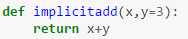 def implicitadd(x,y=3):
    return x+y